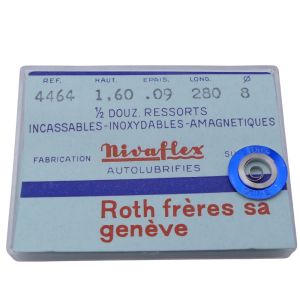 REF. HAUT. EPAIS. LONG. Ø
4464 1,60 .09 280 8
½ DOUZ. RESSORTS
INCASSABLES-INOXYDABLES-AMAGNETIQUES
FABRICATION Nivaflex
AUTOLUBRIFIES
Roth frères sa
genève